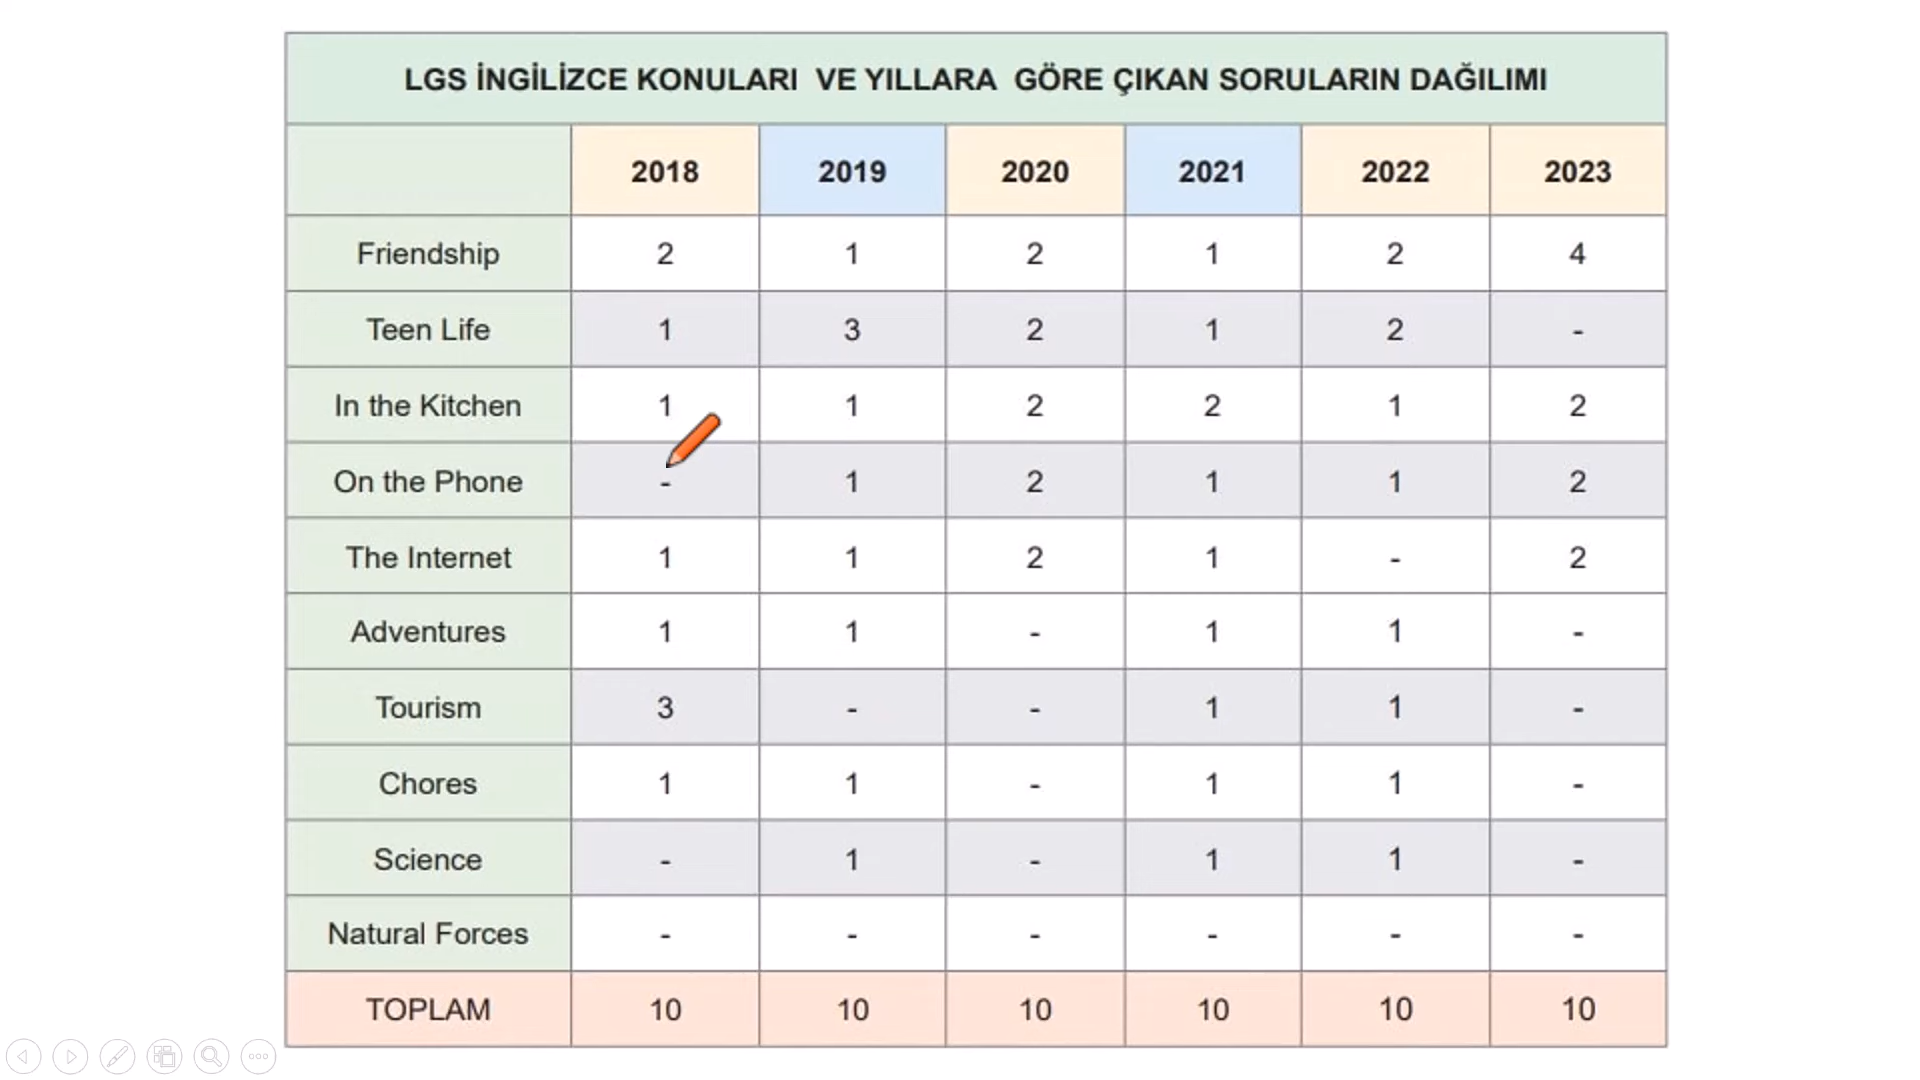 LGS İNGİLİZCE KONULARI VE YILLARA GÖRE ÇIKAN SORULARIN DAĞILIMI
2018 2019 2020 2021 2022 2023
Friendship 2 1 2 1 2 4
Teen Life 1 3 2 1 2 -
In the Kitchen 1 1 2 2 1 2
On the Phone - 1 2 1 1 2
The Internet 1 1 2 1 - 2
Adventures 1 1 - 1 1 -
Tourism 3 - - 1 1 -
Chores 1 1 - 1 1 -
Science - 1 - 1 1 -
Natural Forces - - - - - -
TOPLAM 10 10 10 10 10 10